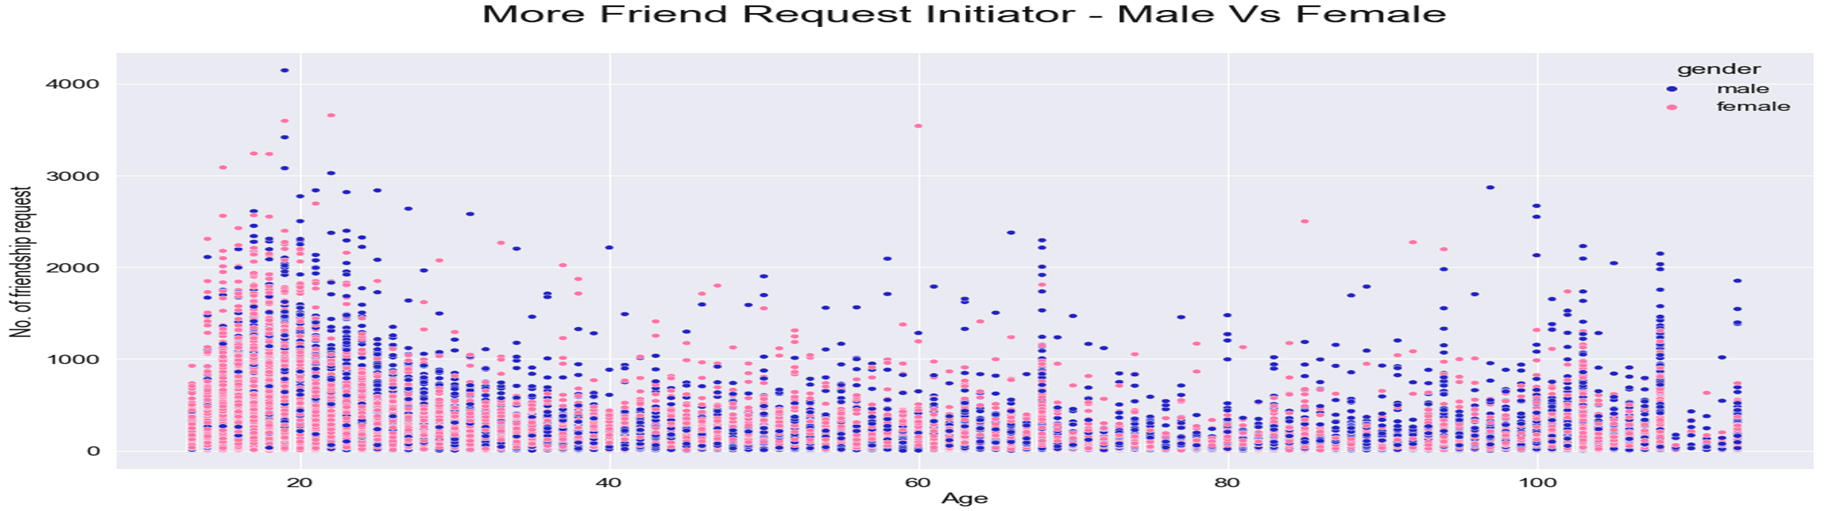 More Friend Request Initiator - Male Vs Female
gender
male
female
No. of friendship request
4000
3000
2000
1000
0
20 40 60 80 100
Age